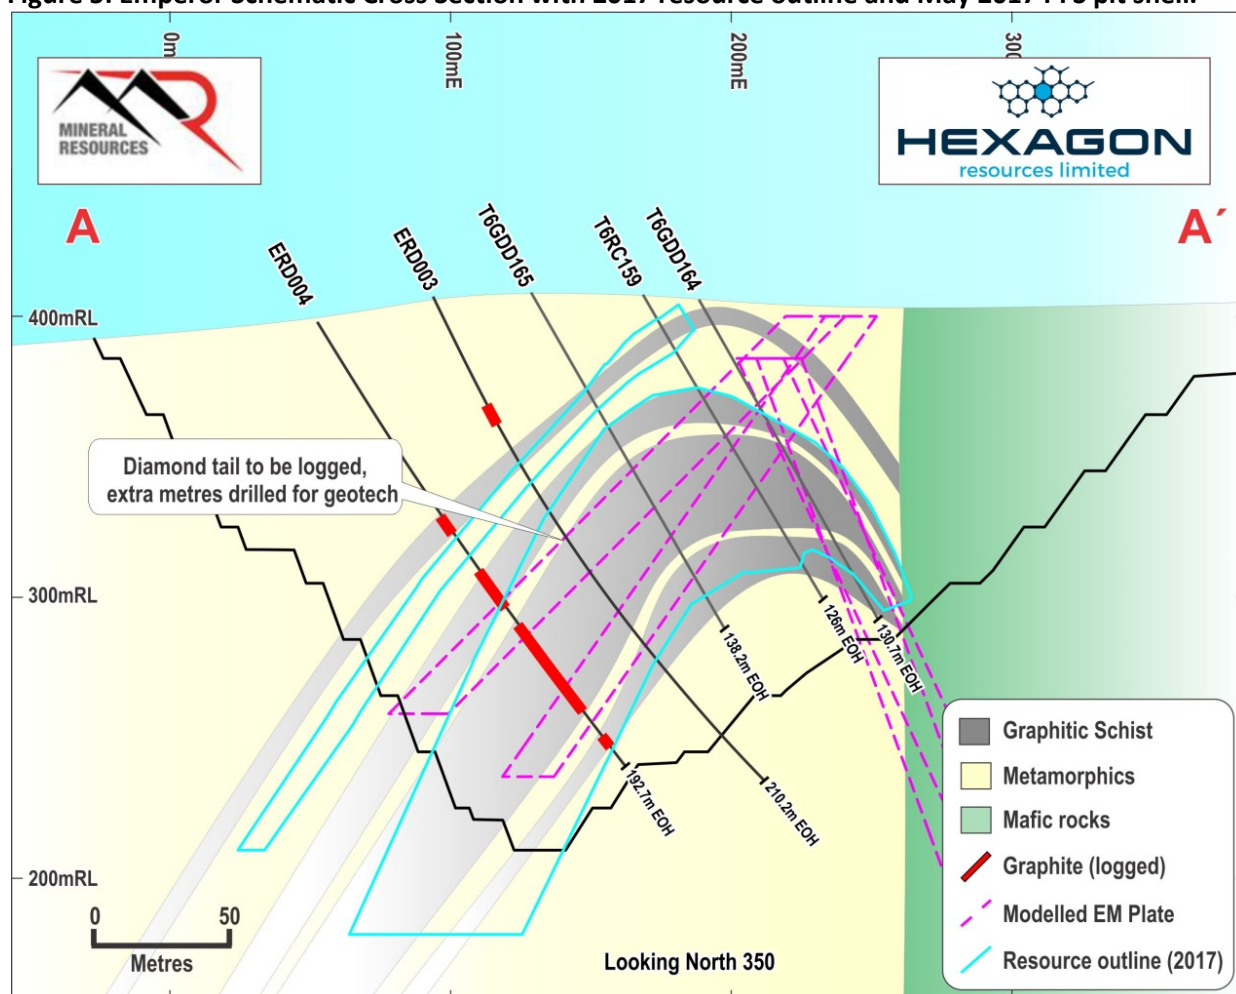 Figure 3: Emperor Schematic Cross Section with 2017 resource outline and May 2017 PFS pit shell.
0m
100mE
200mE
300
MINERAL
RESOURCES
HEXAGON
resources limited
A
A´
ERD004
ERD003
T6GDD165
T6RC159
T6GDD164
400mRL
Diamond tail to be logged,
extra metres drilled for geotech
300mRL
126m EOH
130.7m EOH
138.2m EOH
192.7m EOH
210.2m EOH
200mRL
0 50
Metres
Looking North 350
Graphitic Schist
Metamorphics
Mafic rocks
Graphite (logged)
Modelled EM Plate
Resource outline (2017)